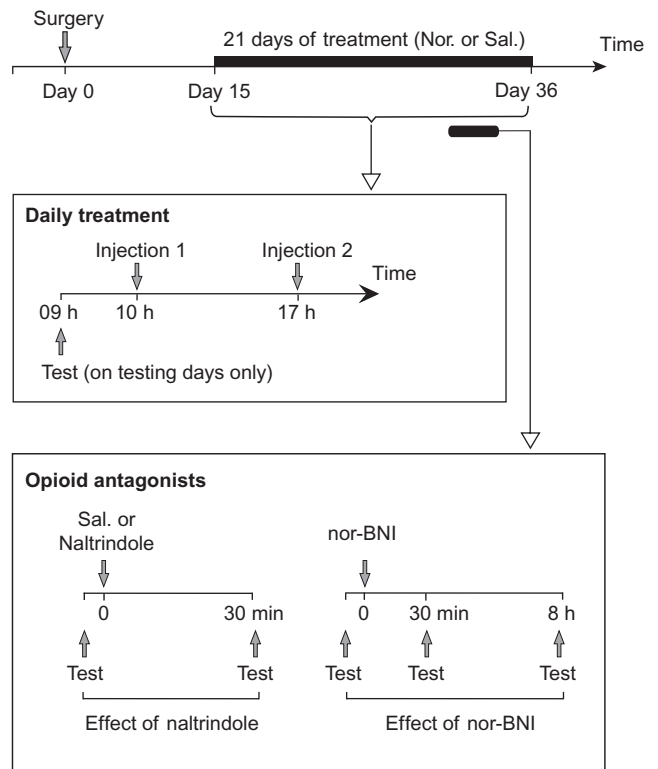 Surgery
21 days of treatment (Nor. or Sal.)
Time
Day 0
Day 15
Day 36
Daily treatment
Injection 1
Injection 2
Time
09 h
10 h
17 h
Test (on testing days only)
Opioid antagonists
Sal. or
Naltrindole
nor-BNI
0
30 min
0
30 min
8 h
Test
Test
Test
Test
Test
Effect of naltrindole
Effect of nor-BNI